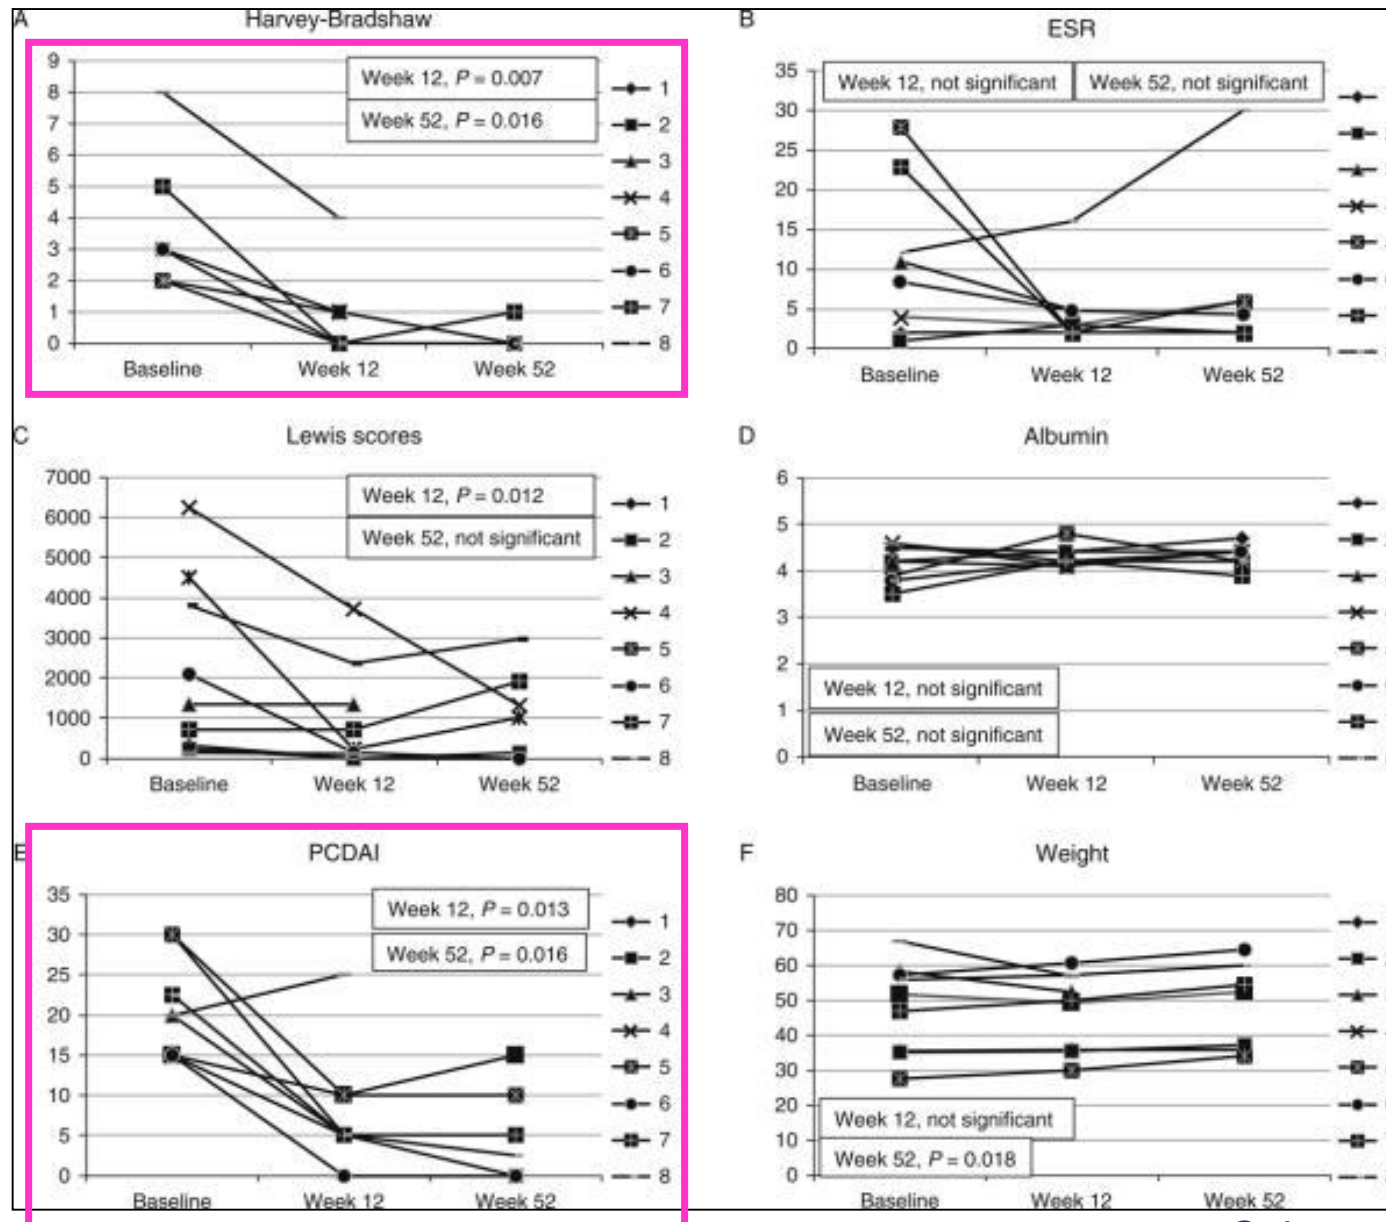 A
Harvey-Bradshaw
9
8
7
6
5
4
3
2
1
0
Week 12, P = 0.007
Week 52, P = 0.016
1
2
3
4
5
6
7
8
Baseline Week 12 Week 52
B
ESR
35
30
25
20
15
10
5
0
Week 12, not significant
Week 52, not significant
Baseline Week 12 Week 52
C
Lewis scores
7000
6000
5000
4000
3000
2000
1000
0
Week 12, P = 0.012
Week 52, not significant
1
2
3
4
5
6
7
8
Baseline Week 12 Week 52
D
Albumin
6
5
4
3
2
1
0
Week 12, not significant
Week 52, not significant
Baseline Week 12 Week 52
E
PCDAI
35
30
25
20
15
10
5
0
Week 12, P = 0.013
Week 52, P = 0.016
1
2
3
4
5
6
7
8
Baseline Week 12 Week 52
F
Weight
80
70
60
50
40
30
20
10
0
Week 12, not significant
Week 52, P = 0.018
Baseline Week 12 Week 52